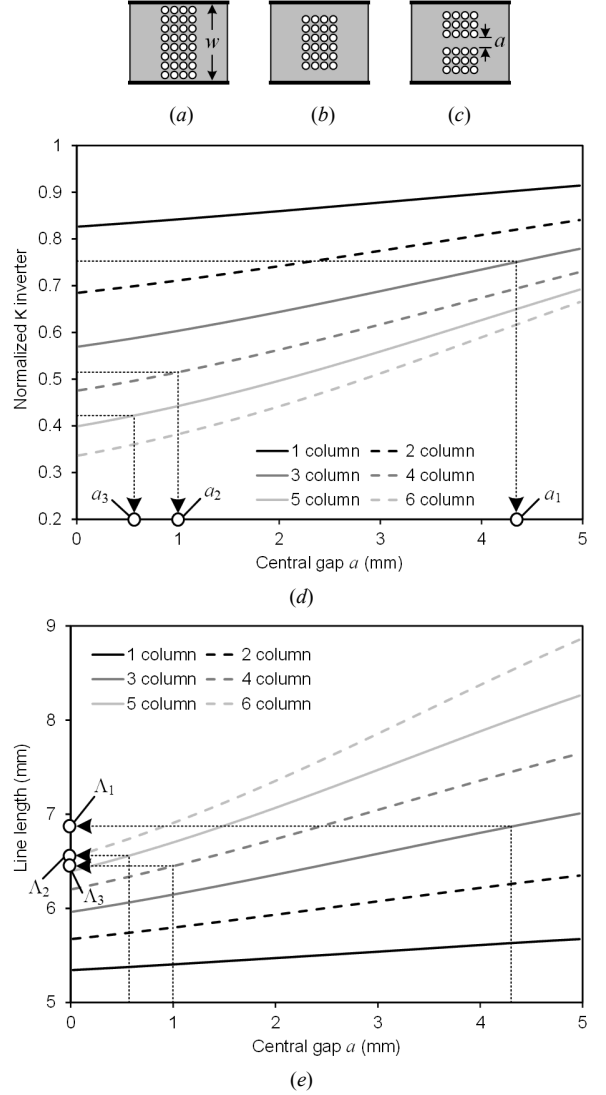 w
a
(a) (b) (c)
1
0.9
0.8
0.7
0.6
0.5
0.4
0.3
0.2
Normalized K inverter
1 column 2 column
3 column 4 column
5 column 6 column
a3 a2 a1
0 1 2 3 4 5
Central gap a (mm)
(d)
9
8
7
6
5
Line length (mm)
1 column 2 column
3 column 4 column
5 column 6 column
Λ1
Λ2
Λ3
0 1 2 3 4 5
Central gap a (mm)
(e)